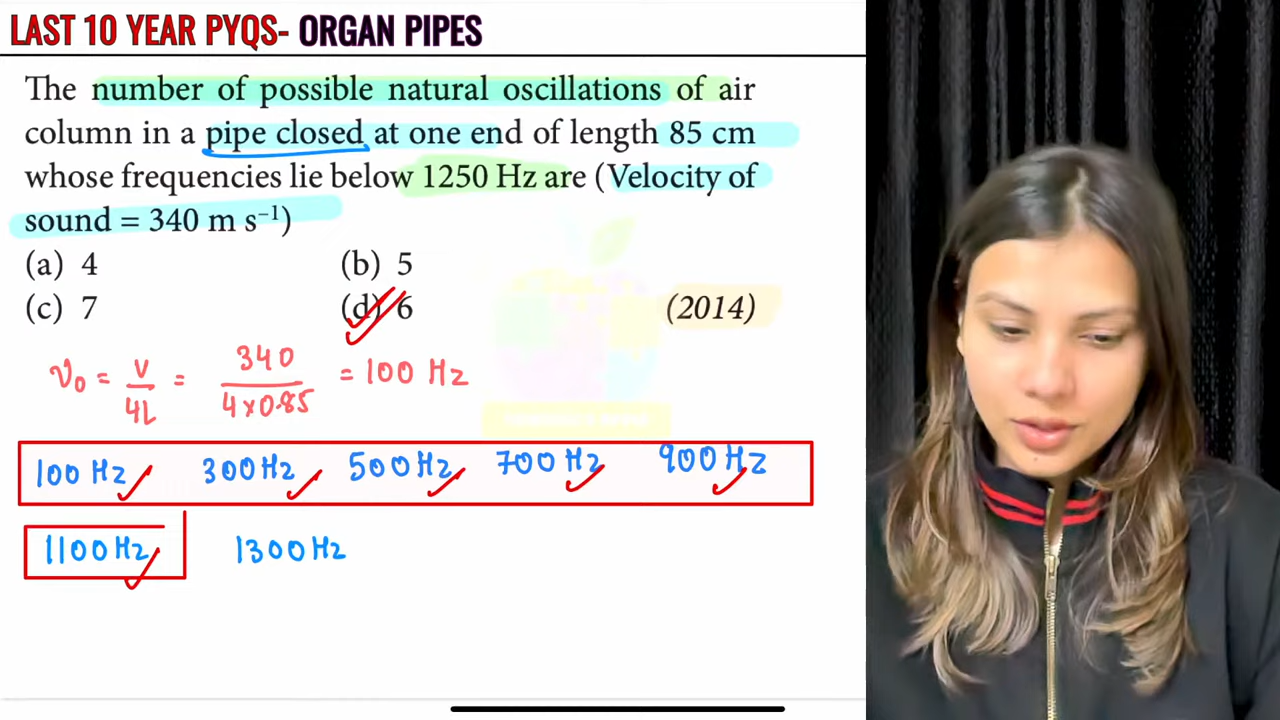 LAST 10 YEAR PYQS- ORGAN PIPES
The number of possible natural oscillations of air
column in a pipe closed at one end of length 85 cm
whose frequencies lie below 1250 Hz are (Velocity of
sound = 340 m s⁻¹)
(a) 4 (b) 5
(c) 7 (d) 6 (2014)
ν₀ = v/4L = 340/4×0.85 = 100 Hz
100 Hz 300 Hz 500 Hz 700 Hz 900 Hz
1100 Hz 1300 Hz